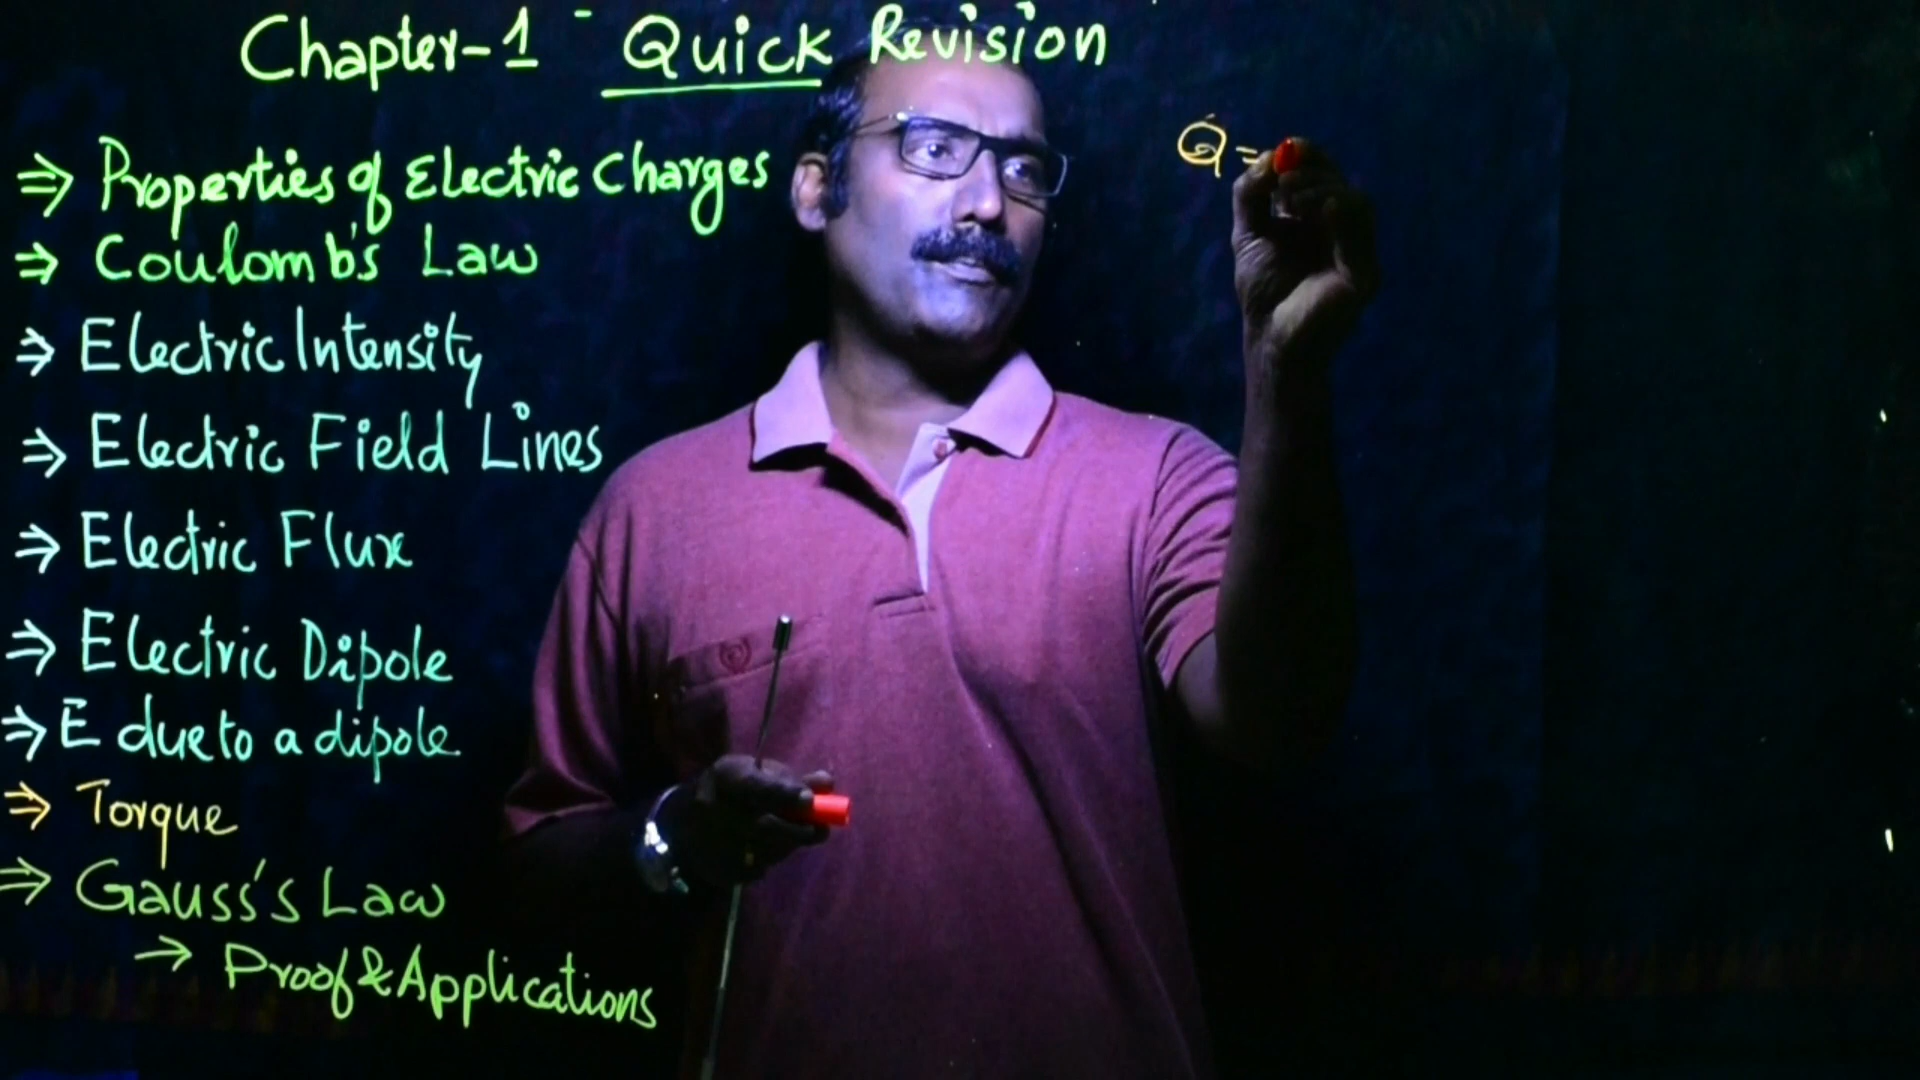 Chapter-1 Quick Revision
⇒ Properties of Electric Charges
⇒ Coulomb's Law
⇒ Electric Intensity
⇒ Electric Field Lines
⇒ Electric Flux
⇒ Electric Dipole
⇒ E due to a dipole
⇒ Torque
⇒ Gauss's Law
→ Proof & Applications
Q =